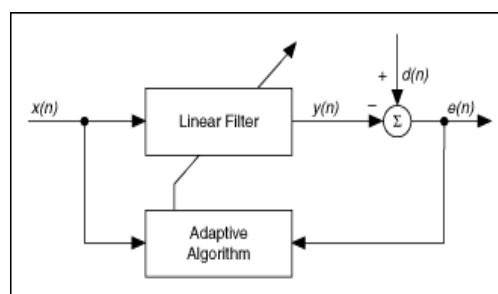 +
d(n)
x(n)
Linear Filter
y(n)
−
Σ
e(n)
Adaptive
Algorithm